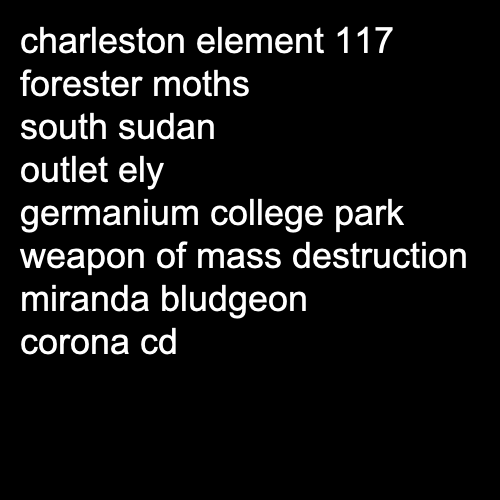 charleston element 117
forester moths
south sudan
outlet ely
germanium college park
weapon of mass destruction
miranda bludgeon
corona cd